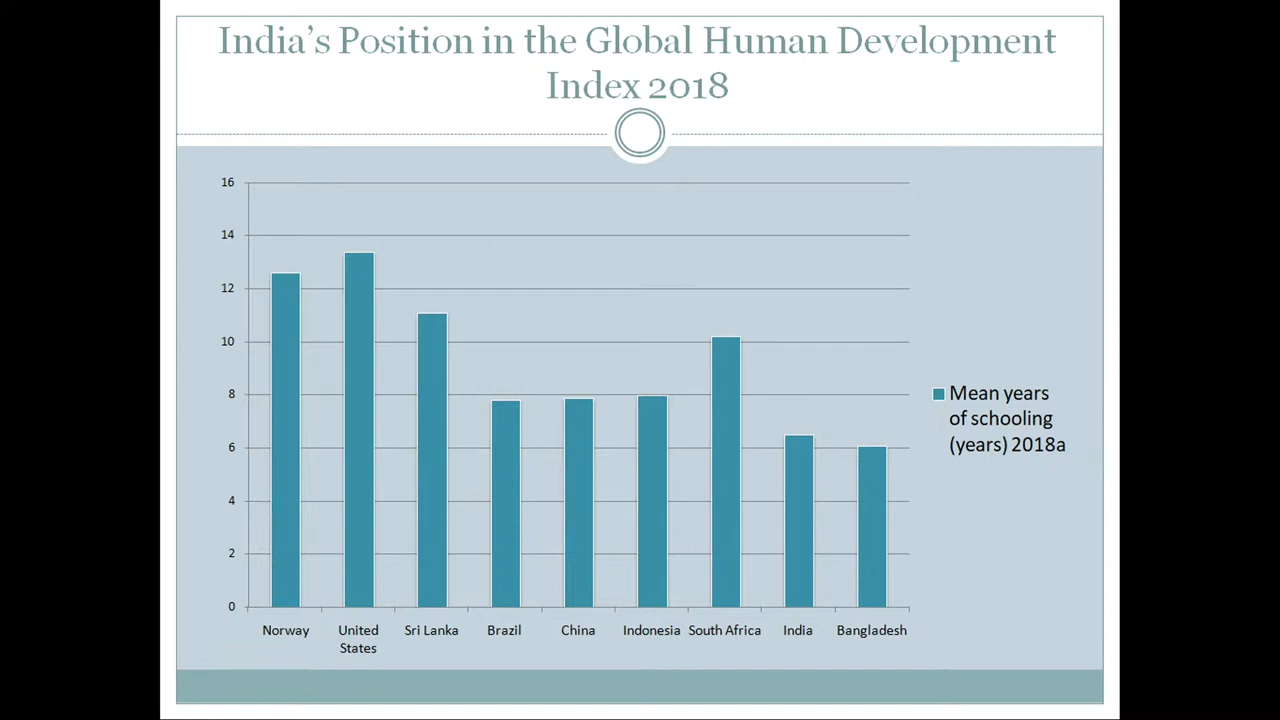 India’s Position in the Global Human Development
Index 2018
16
14
12
10
8
6
4
2
0
Norway
United
States
Sri Lanka
Brazil
China
Indonesia
South Africa
India
Bangladesh
Mean years
of schooling
(years) 2018a